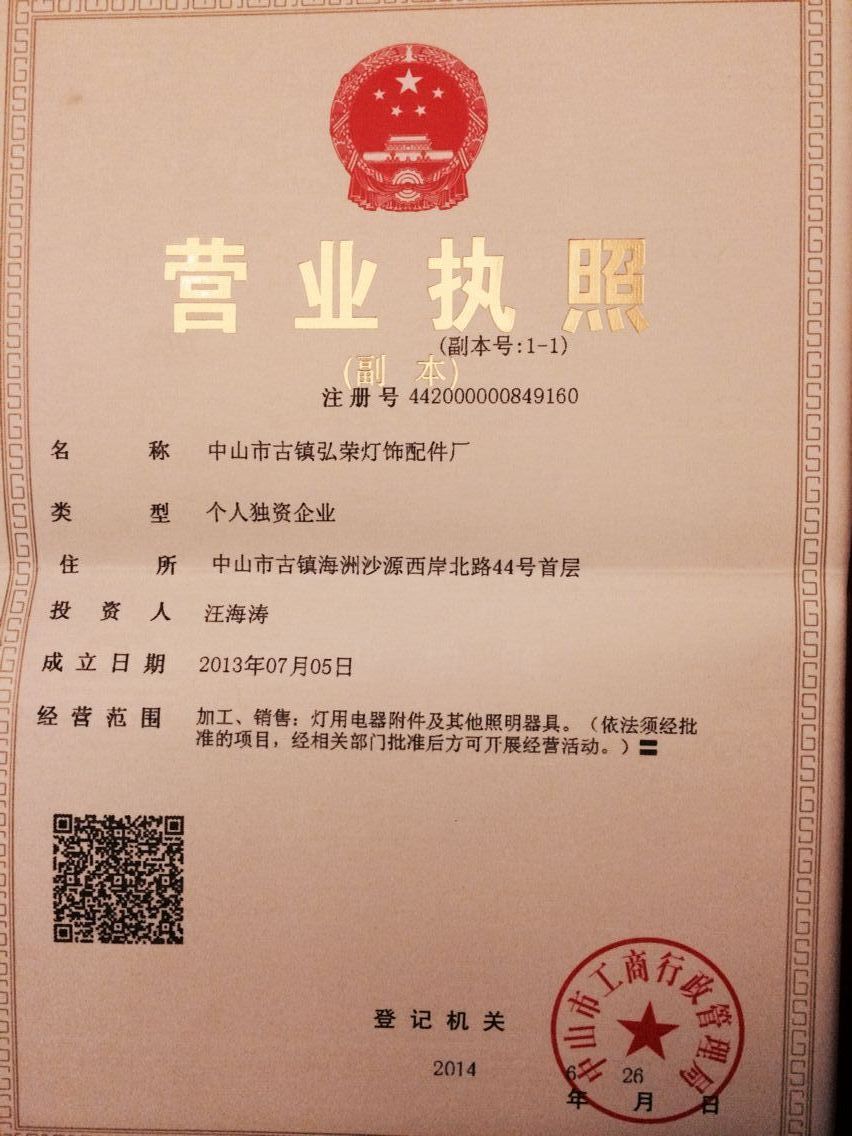 营业执照
(副本号:1-1)
(副 本)
注册号 442000000849160
名 称 中山市古镇弘荣灯饰配件厂
类 型 个人独资企业
住 所 中山市古镇海洲沙源西岸北路44号首层
投 资 人 汪海涛
成立日期 2013年07月05日
经营范围 加工、销售：灯用电器附件及其他照明器具。（依法须经批
准的项目，经相关部门批准后方可开展经营活动。）〓
中山市工商行政管理局
登记机关
2014 6 26
年 月 日